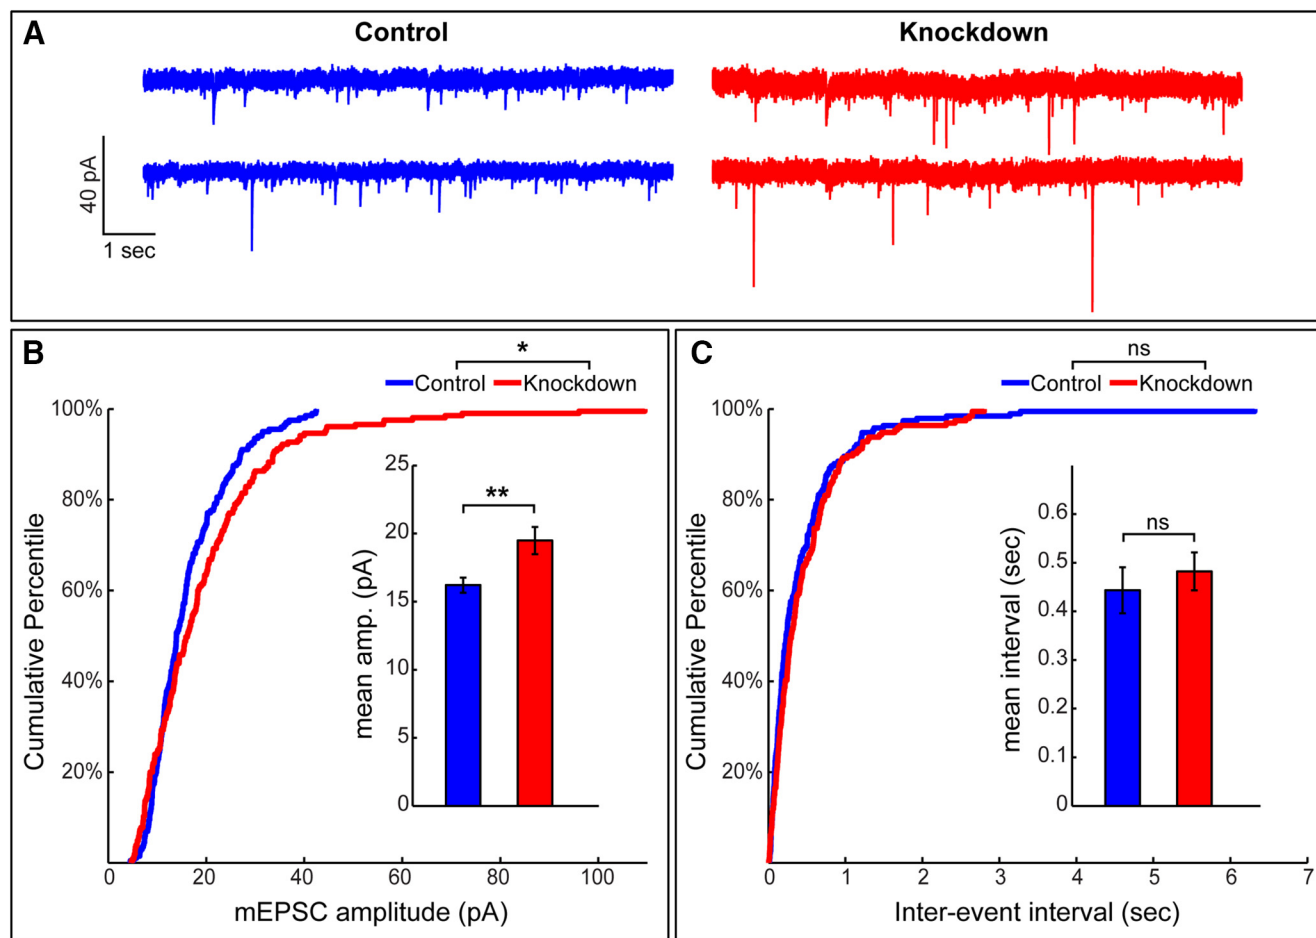 A
Control
Knockdown
40 pA
1 sec
B
*
Control
Knockdown
100%
80%
60%
40%
20%
Cumulative Percentile
0
20
40
60
80
100
mEPSC amplitude (pA)
25
20
15
10
5
0
mean amp. (pA)
**
C
ns
Control
Knockdown
100%
80%
60%
40%
20%
Cumulative Percentile
0
1
2
3
4
5
6
7
Inter-event interval (sec)
0.6
0.5
0.4
0.3
0.2
0.1
0
mean interval (sec)
ns